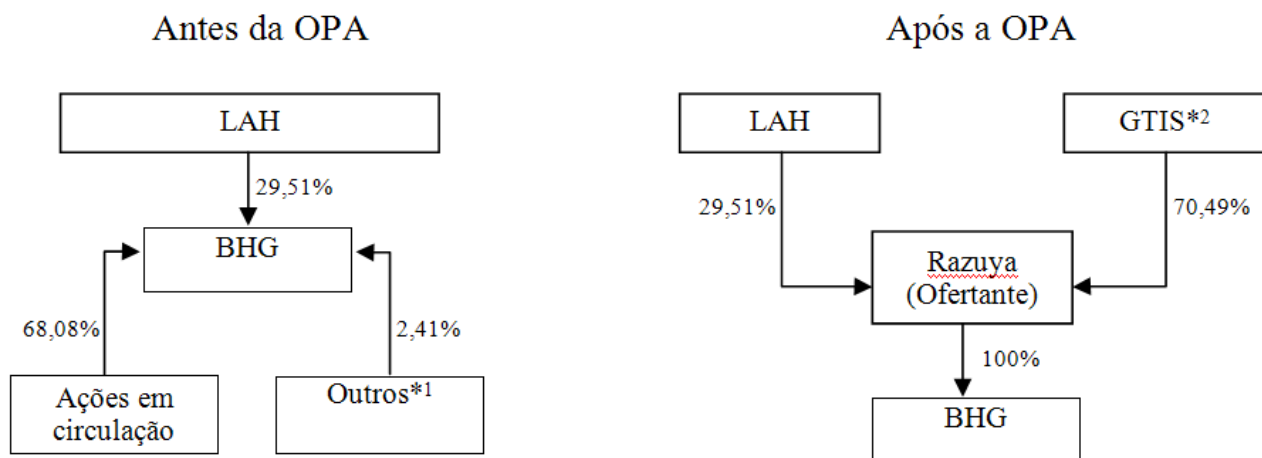 Antes da OPA
LAH
29,51%
BHG
68,08%
2,41%
Ações em
circulação
Outros*1
Após a OPA
LAH
GTIS*2
29,51%
70,49%
Razuya
(Ofertante)
100%
BHG